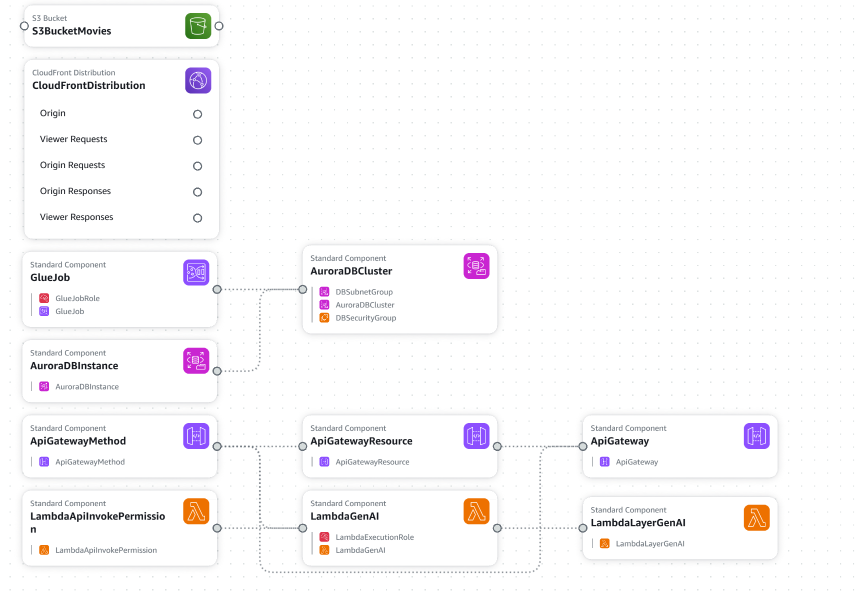 S3 Bucket
S3BucketMovies
CloudFront Distribution
CloudFrontDistribution
Origin
Viewer Requests
Origin Requests
Origin Responses
Viewer Responses
Standard Component
GlueJob
GlueJobRole
GlueJob
Standard Component
AuroraDBCluster
DBSubnetGroup
AuroraDBCluster
DBSecurityGroup
Standard Component
AuroraDBInstance
AuroraDBInstance
Standard Component
ApiGatewayMethod
ApiGatewayMethod
Standard Component
ApiGatewayResource
ApiGatewayResource
Standard Component
ApiGateway
ApiGateway
Standard Component
LambdaApiInvokePermissio
n
LambdaApiInvokePermission
Standard Component
LambdaGenAI
LambdaExecutionRole
LambdaGenAI
Standard Component
LambdaLayerGenAI
LambdaLayerGenAI